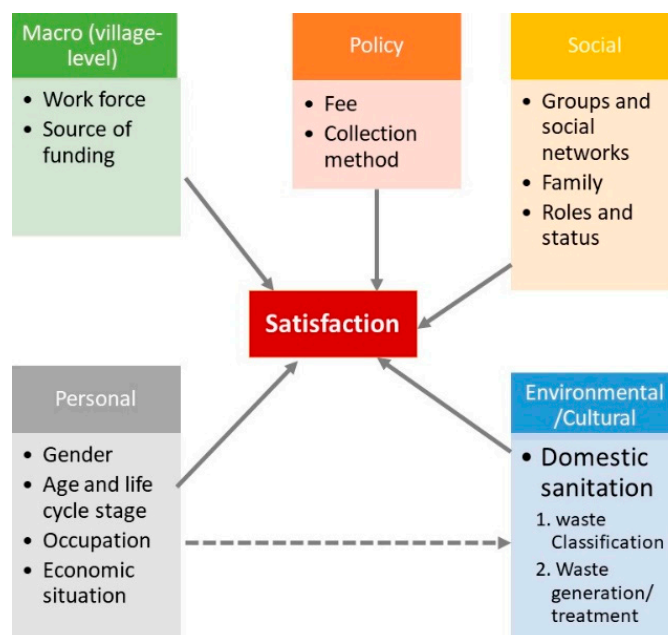 Macro (village-
level)
• Work force
• Source of
funding
Policy
• Fee
• Collection
method
Social
• Groups and
social
networks
• Family
• Roles and
status
Satisfaction
Personal
• Gender
• Age and life
cycle stage
• Occupation
• Economic
situation
Environmental
/Cultural
• Domestic
sanitation
1. waste
Classification
2. Waste
generation/
treatment